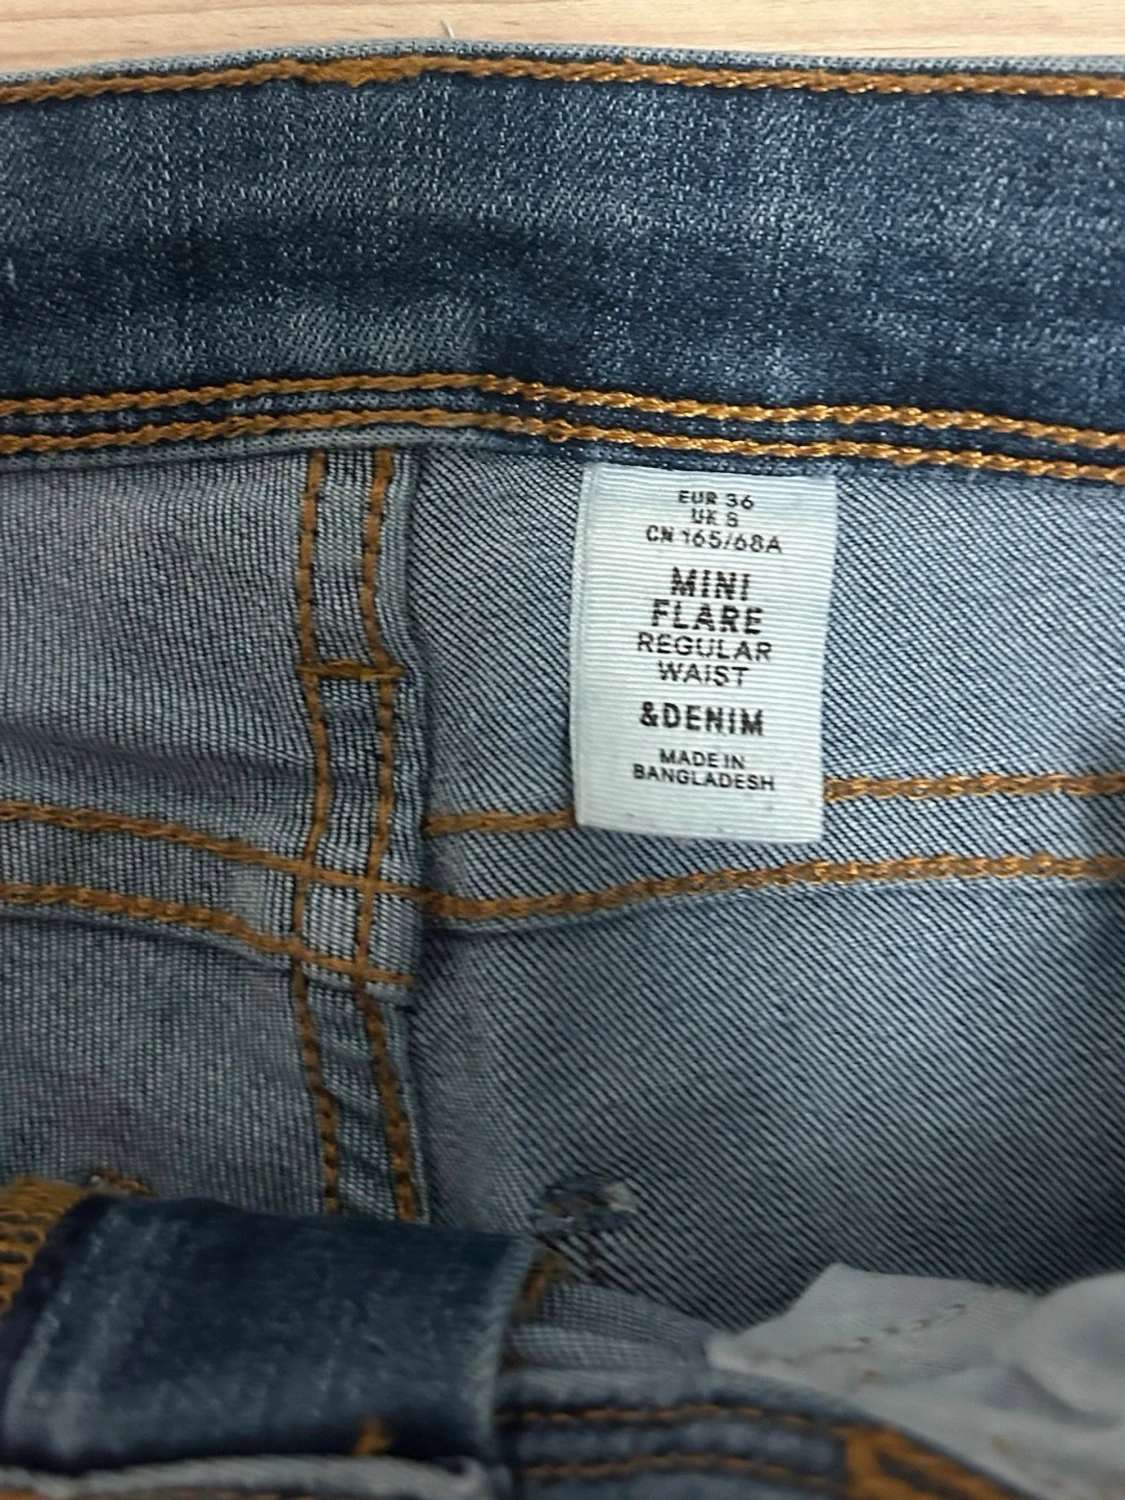 EUR 36
UK 8
CN 165/68A
MINI
FLARE
REGULAR
WAIST
&DENIM
MADE IN
BANGLADESH